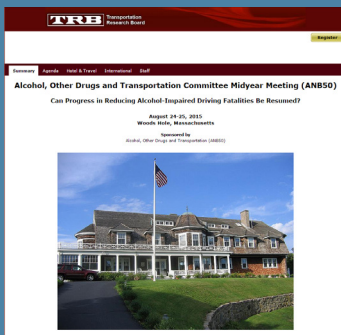 TRB Transportation
Research Board
Register
Summary Agenda Hotel & Travel International Staff
Alcohol, Other Drugs and Transportation Committee Midyear Meeting (ANB50)
Can Progress in Reducing Alcohol-Impaired Driving Fatalities Be Resumed?
August 24-25, 2015
Woods Hole, Massachusetts
Sponsored by
Alcohol, Other Drugs and Transportation (ANB50)